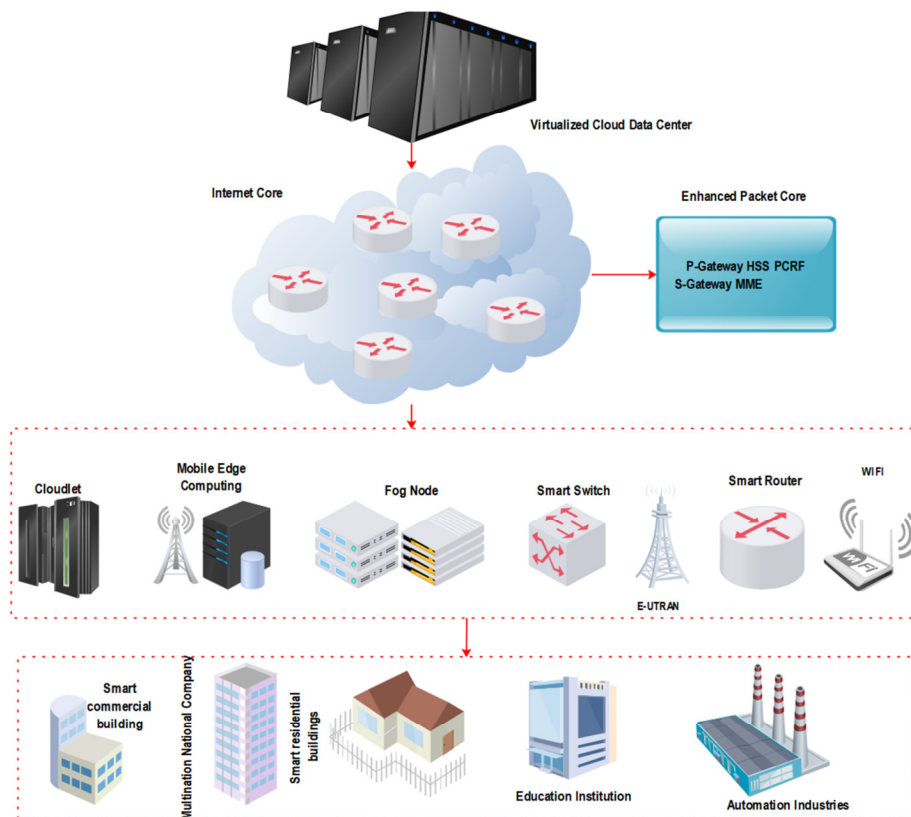 Virtualized Cloud Data Center
Internet Core
Enhanced Packet Core
P-Gateway HSS PCRF
S-Gateway MME
Cloudlet
Mobile Edge
Computing
Fog Node
Smart Switch
E-UTRAN
Smart Router
WIFI
WiFi
Smart
commercial
building
Multination National Company
Smart residential
buildings
Education Institution
Automation Industries